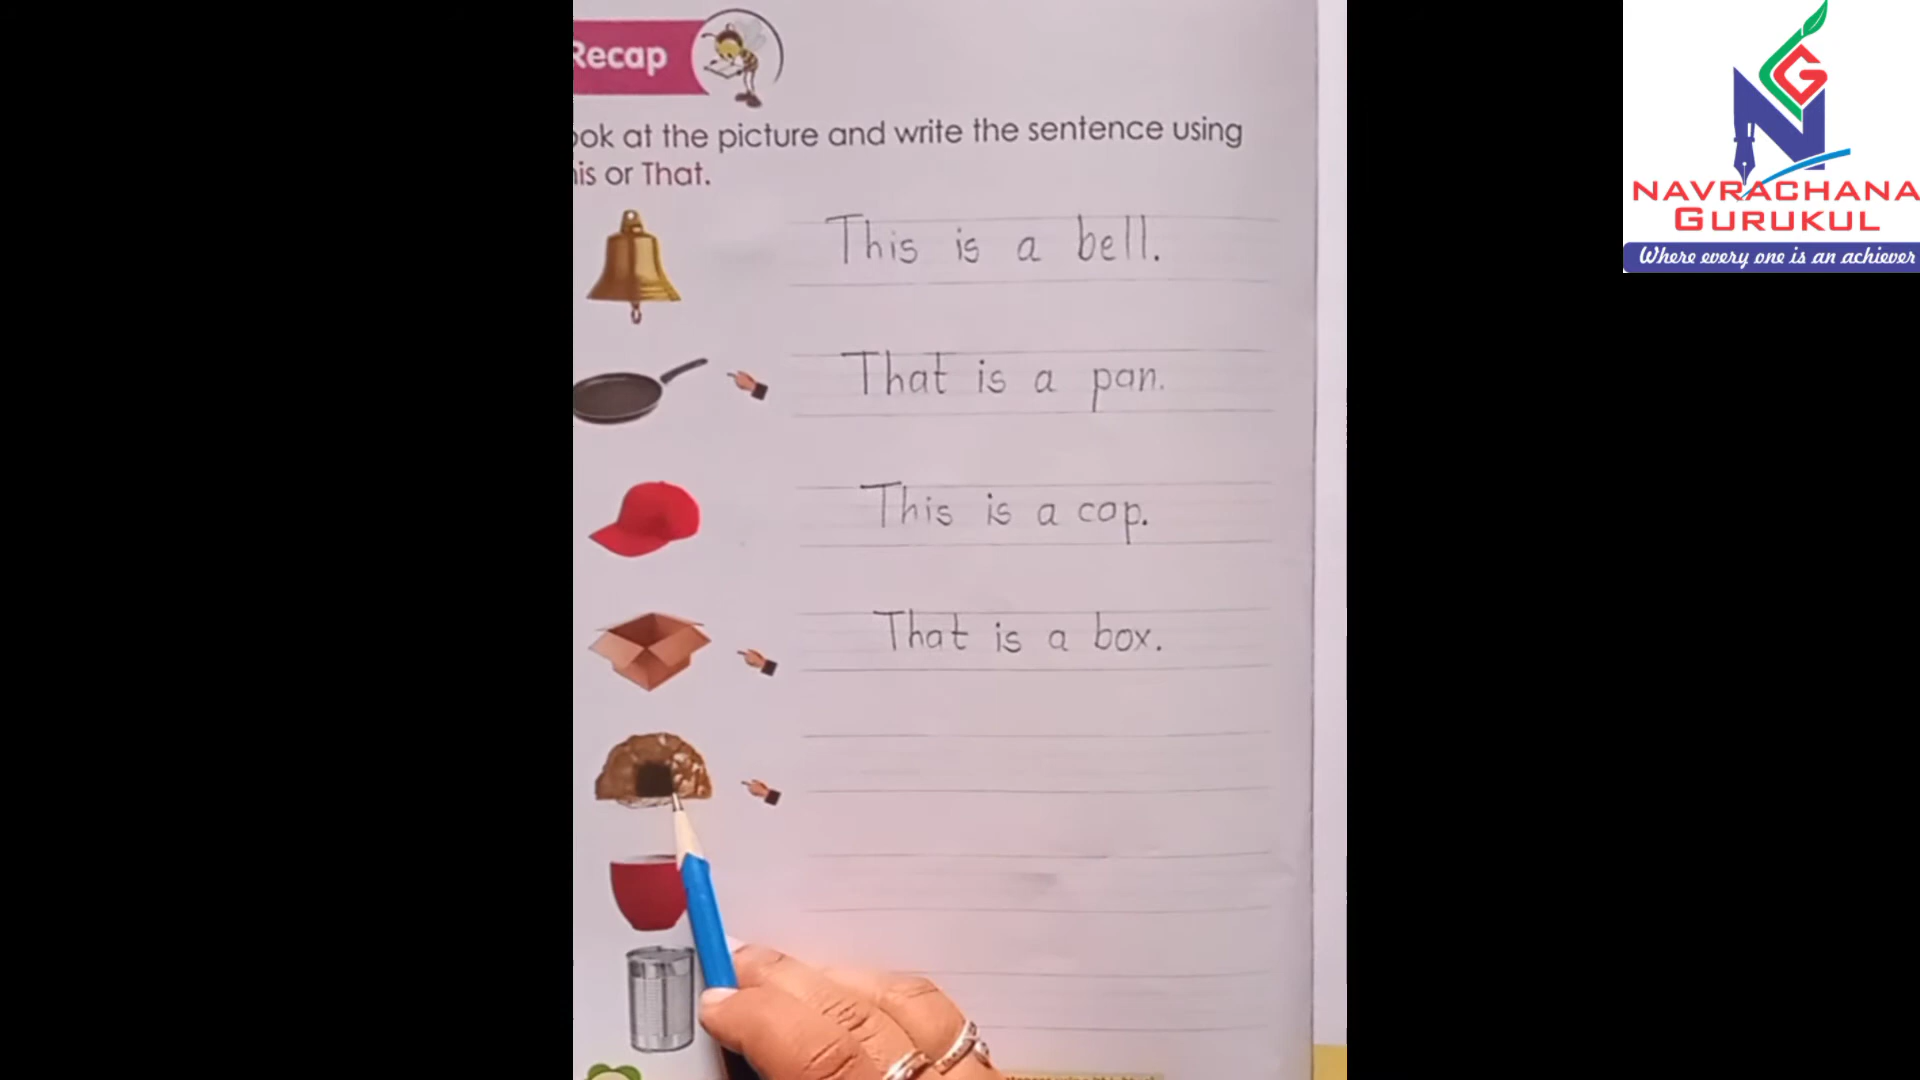 Recap
ook at the picture and write the sentence using
is or That.
This is a bell.
That is a pan.
This is a cap.
That is a box.
NAVRACHANA
GURUKUL
Where every one is an achiever